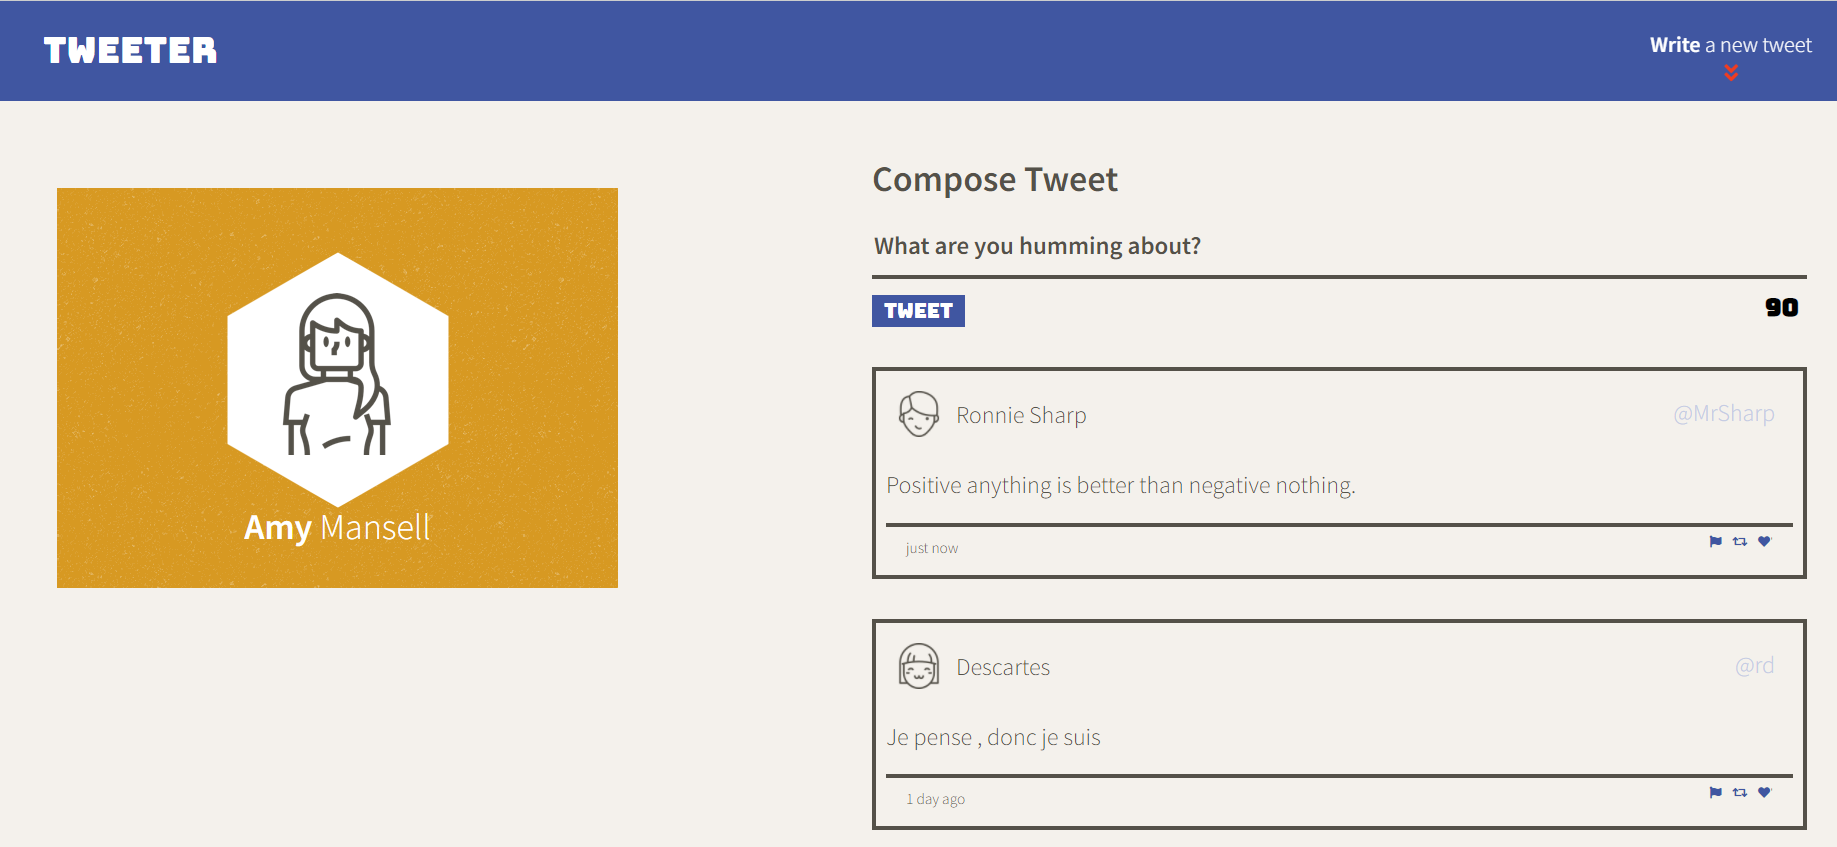 TWEETER
Write a new tweet
Amy Mansell
Compose Tweet
What are you humming about?
TWEET
90
Ronnie Sharp
@MrSharp
Positive anything is better than negative nothing.
just now
Descartes
@rd
Je pense , donc je suis
1 day ago